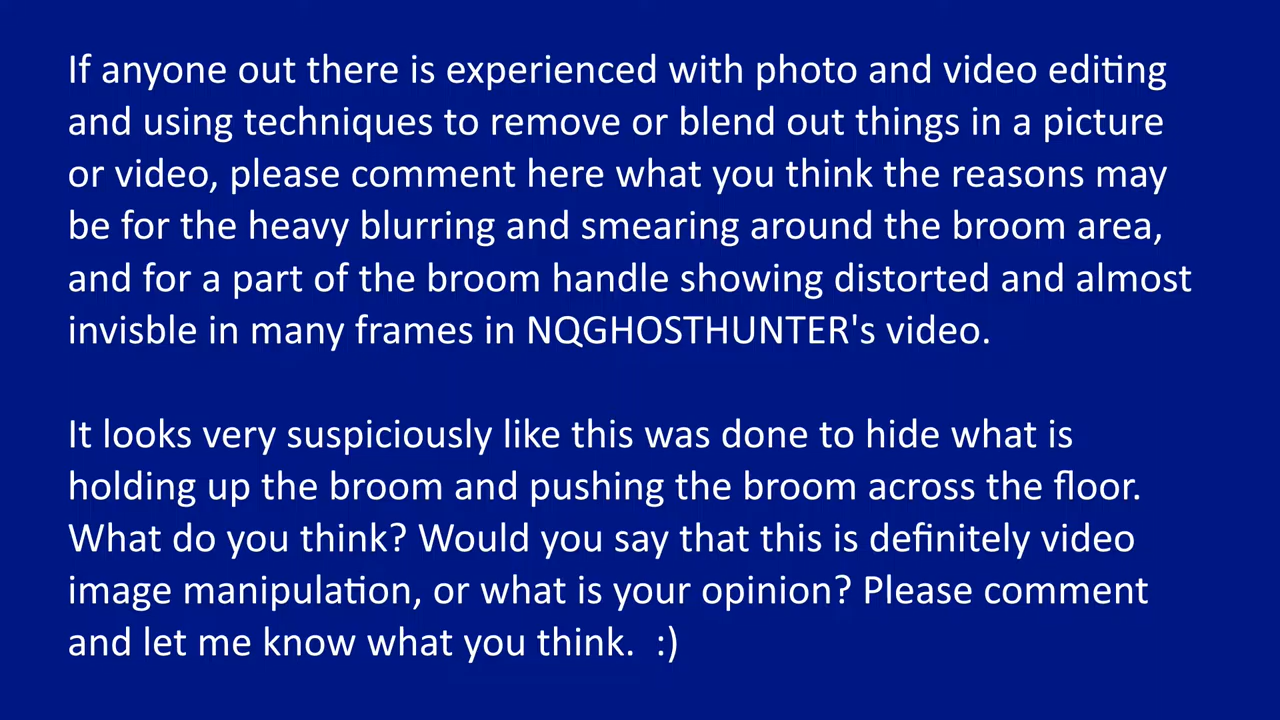 If anyone out there is experienced with photo and video editing
and using techniques to remove or blend out things in a picture
or video, please comment here what you think the reasons may
be for the heavy blurring and smearing around the broom area,
and for a part of the broom handle showing distorted and almost
invisble in many frames in NQGHOSTHUNTER's video.
It looks very suspiciously like this was done to hide what is
holding up the broom and pushing the broom across the floor.
What do you think? Would you say that this is definitely video
image manipulation, or what is your opinion? Please comment
and let me know what you think.  :)